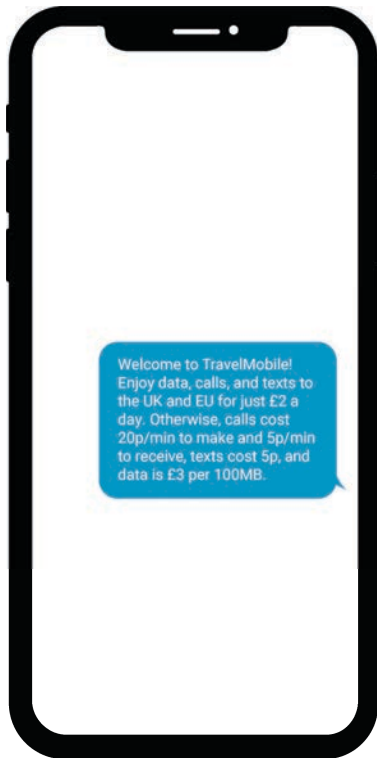 Welcome to TravelMobile!
Enjoy data, calls, and texts to
the UK and EU for just £2 a
day. Otherwise, calls cost
20p/min to make and 5p/min
to receive, texts cost 5p, and
data is £3 per 100MB.